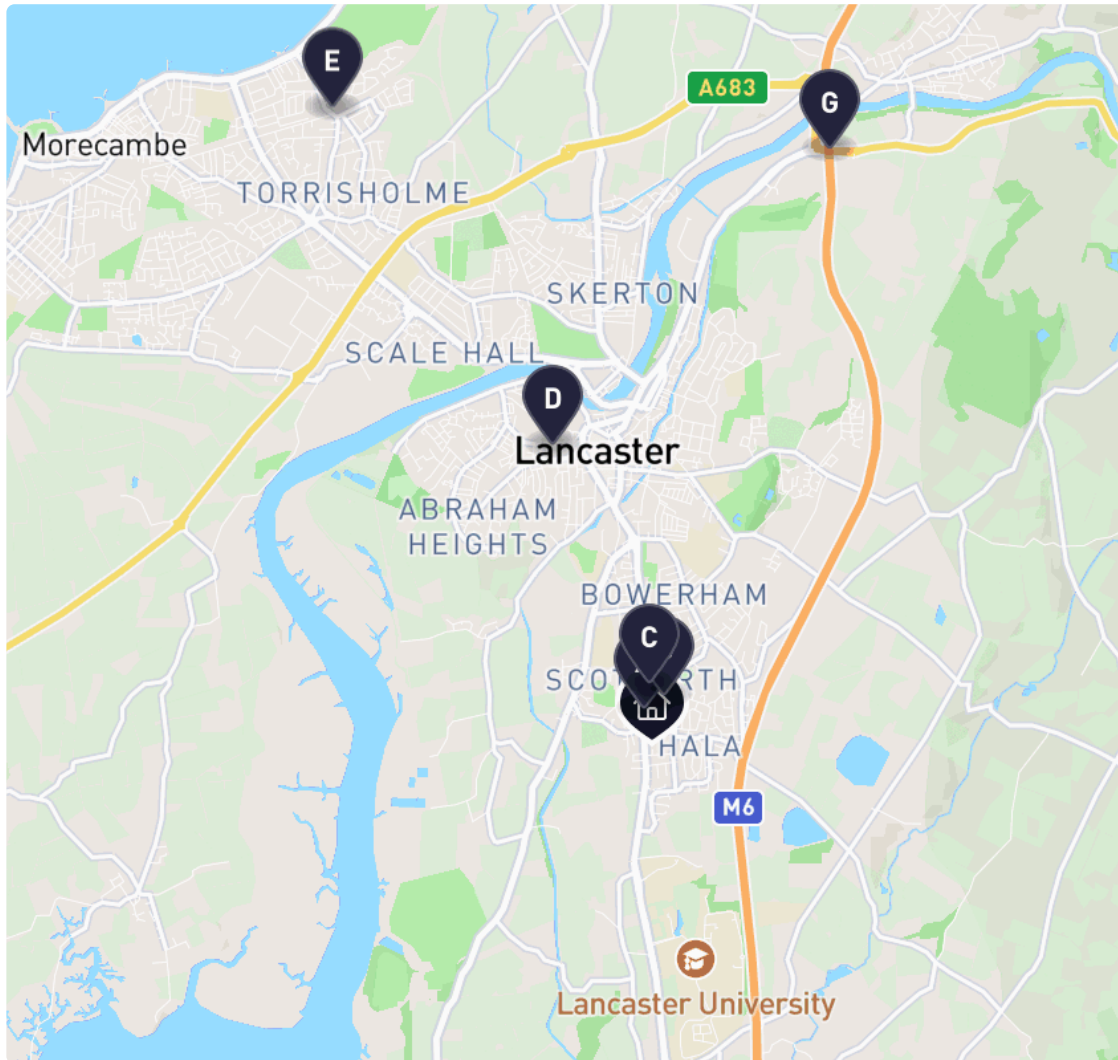 E
A683
G
Morecambe
TORRISHOLME
SKERTON
SCALE HALL
D
Lancaster
ABRAHAM
HEIGHTS
BOWERHAM
C
HALA
M6
Lancaster University